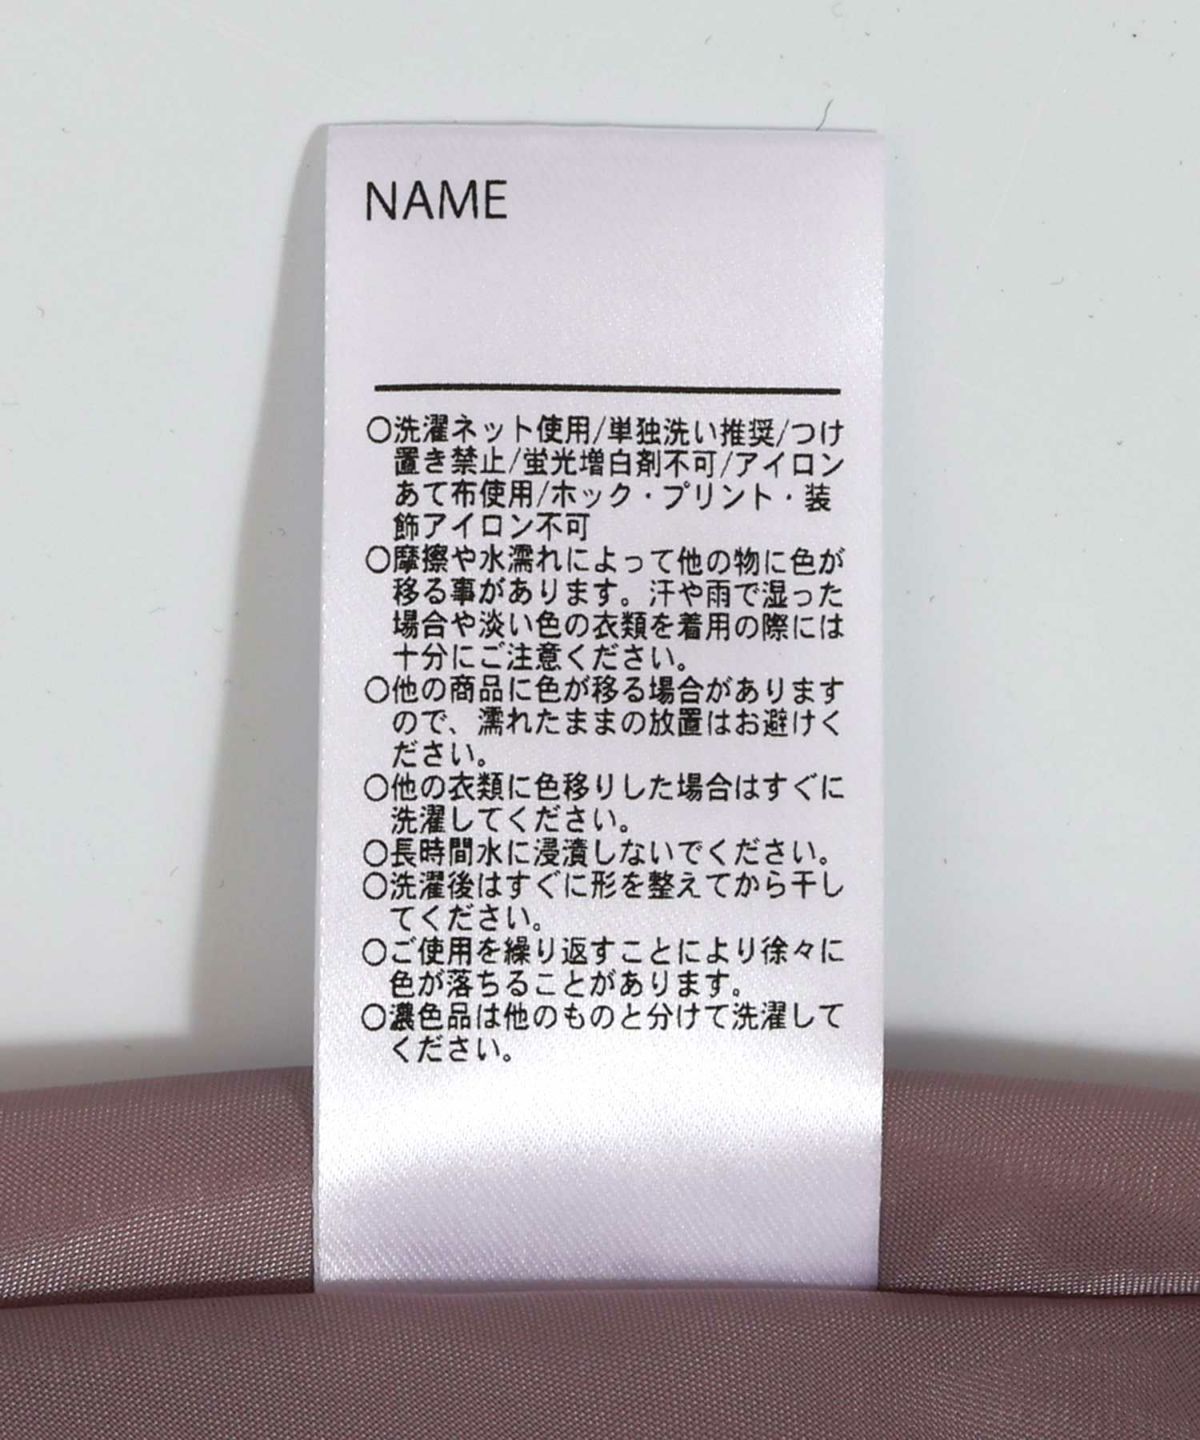 NAME
○洗濯ネット使用/単独洗い推奨/つけ
置き禁止/蛍光増白剤不可/アイロン
あて布使用/ホック・プリント・装
飾アイロン不可
○摩擦や水濡れによって他の物に色が
移る事があります。汗や雨で湿った
場合や淡い色の衣類を着用の際には
十分にご注意ください。
○他の商品に色が移る場合があります
ので、濡れたままの放置はお避けく
ださい。
○他の衣類に色移りした場合はすぐに
洗濯してください。
○長時間水に浸漬しないでください。
○洗濯後はすぐに形を整えてから干し
てください。
○ご使用を繰り返すことにより徐々に
色が落ちることがあります。
○濃色品は他のものと分けて洗濯して
ください。